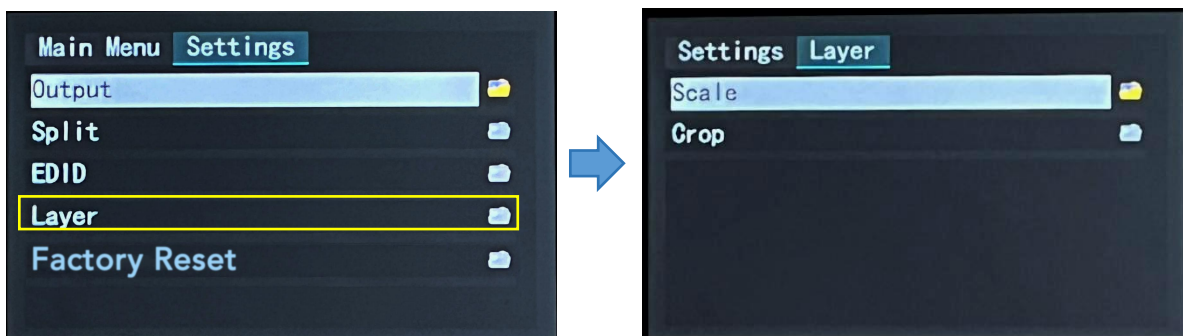 Main Menu Settings
Output
Split
EDID
Layer
Factory Reset
Settings Layer
Scale
Crop